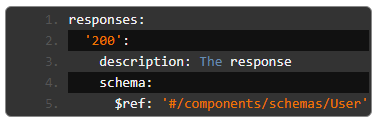 1. responses:
2.   '200':
3.     description: The response
4.     schema:
5.       $ref: '#/components/schemas/User'